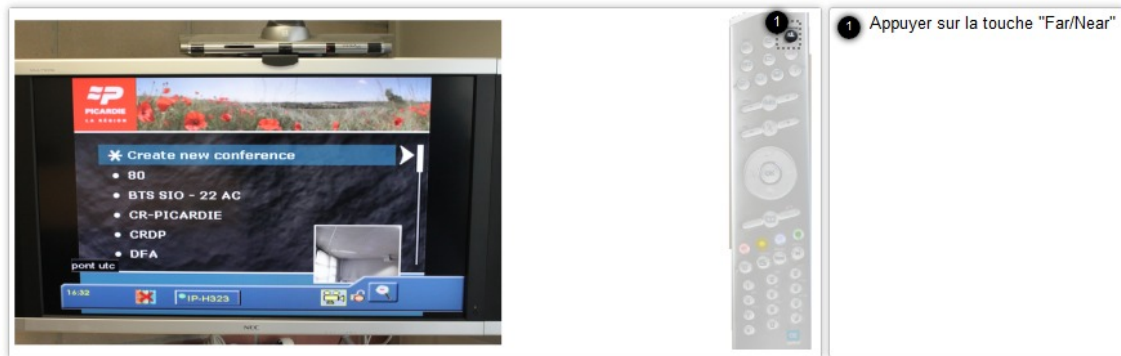 PICARDIE
LA RÉGION
Create new conference
80
BTS SIO - 22 AC
CR-PICARDIE
CRDP
DFA
pont utc
16:32
IP-H323
NEC
1
1 Appuyer sur la touche "Far/Near"